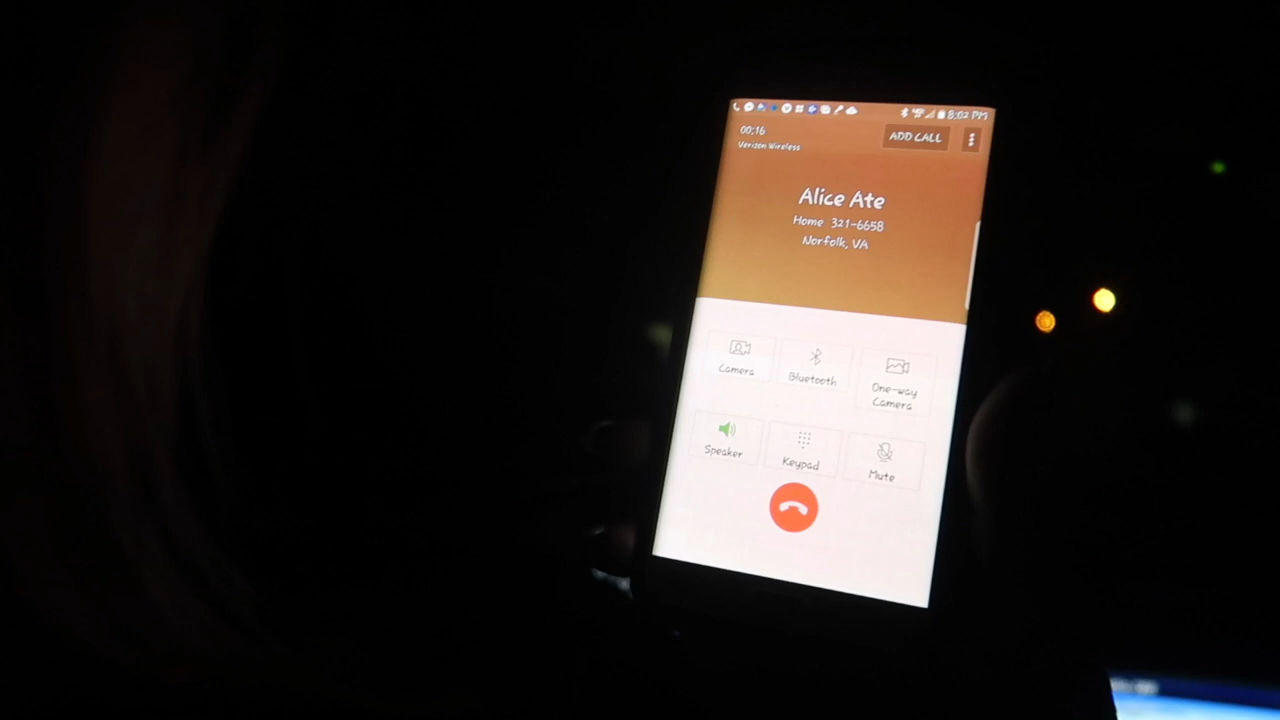 8:02 PM
00:16
Verizon Wireless
ADD CALL
Alice Ate
Home 321-6658
Norfolk, VA
Camera
Bluetooth
One-way
Camera
Speaker
Keypad
Mute